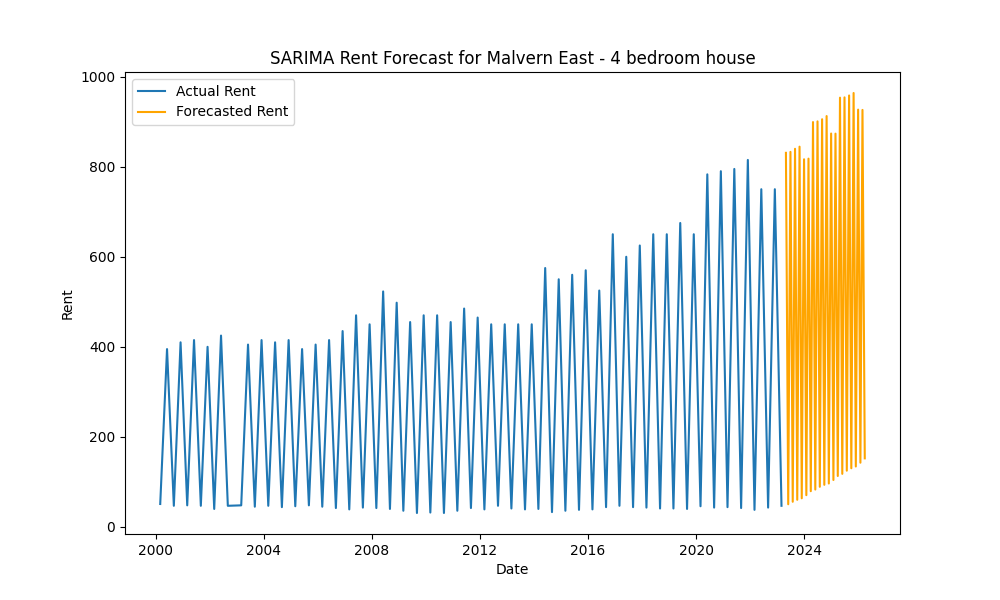 SARIMA Rent Forecast for Malvern East - 4 bedroom house
Actual Rent
Forecasted Rent
1000
800
600
400
200
0
Rent
2000 2004 2008 2012 2016 2020 2024
Date